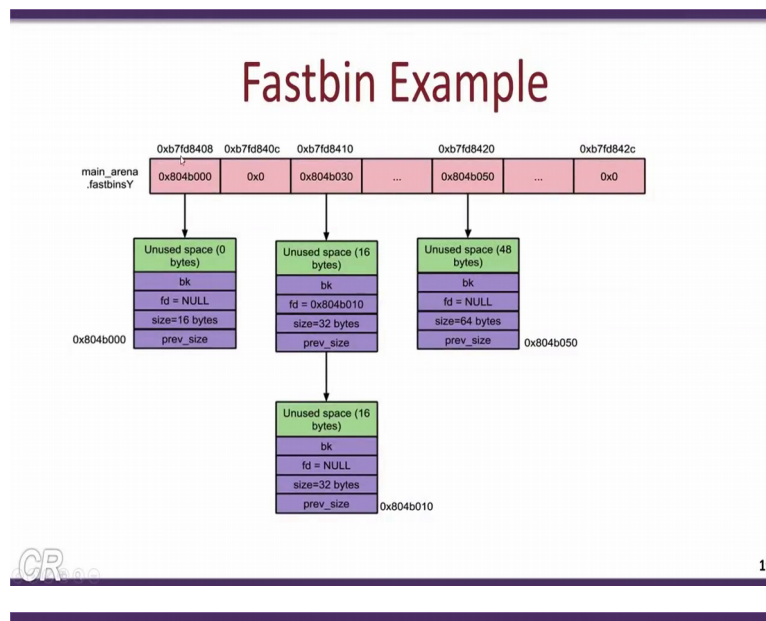 Fastbin Example
0xb7fd8408 0xb7fd840c 0xb7fd8410 0xb7fd8420 0xb7fd842c
main_arena
.fastbinsY
0x804b000 0x0 0x804b030 ... 0x804b050 ... 0x0
Unused space (0
bytes)
bk
fd = NULL
size=16 bytes
prev_size
0x804b000
Unused space (16
bytes)
bk
fd = 0x804b010
size=32 bytes
prev_size
Unused space (48
bytes)
bk
fd = NULL
size=64 bytes
prev_size
0x804b050
Unused space (16
bytes)
bk
fd = NULL
size=32 bytes
prev_size
0x804b010
CR
1